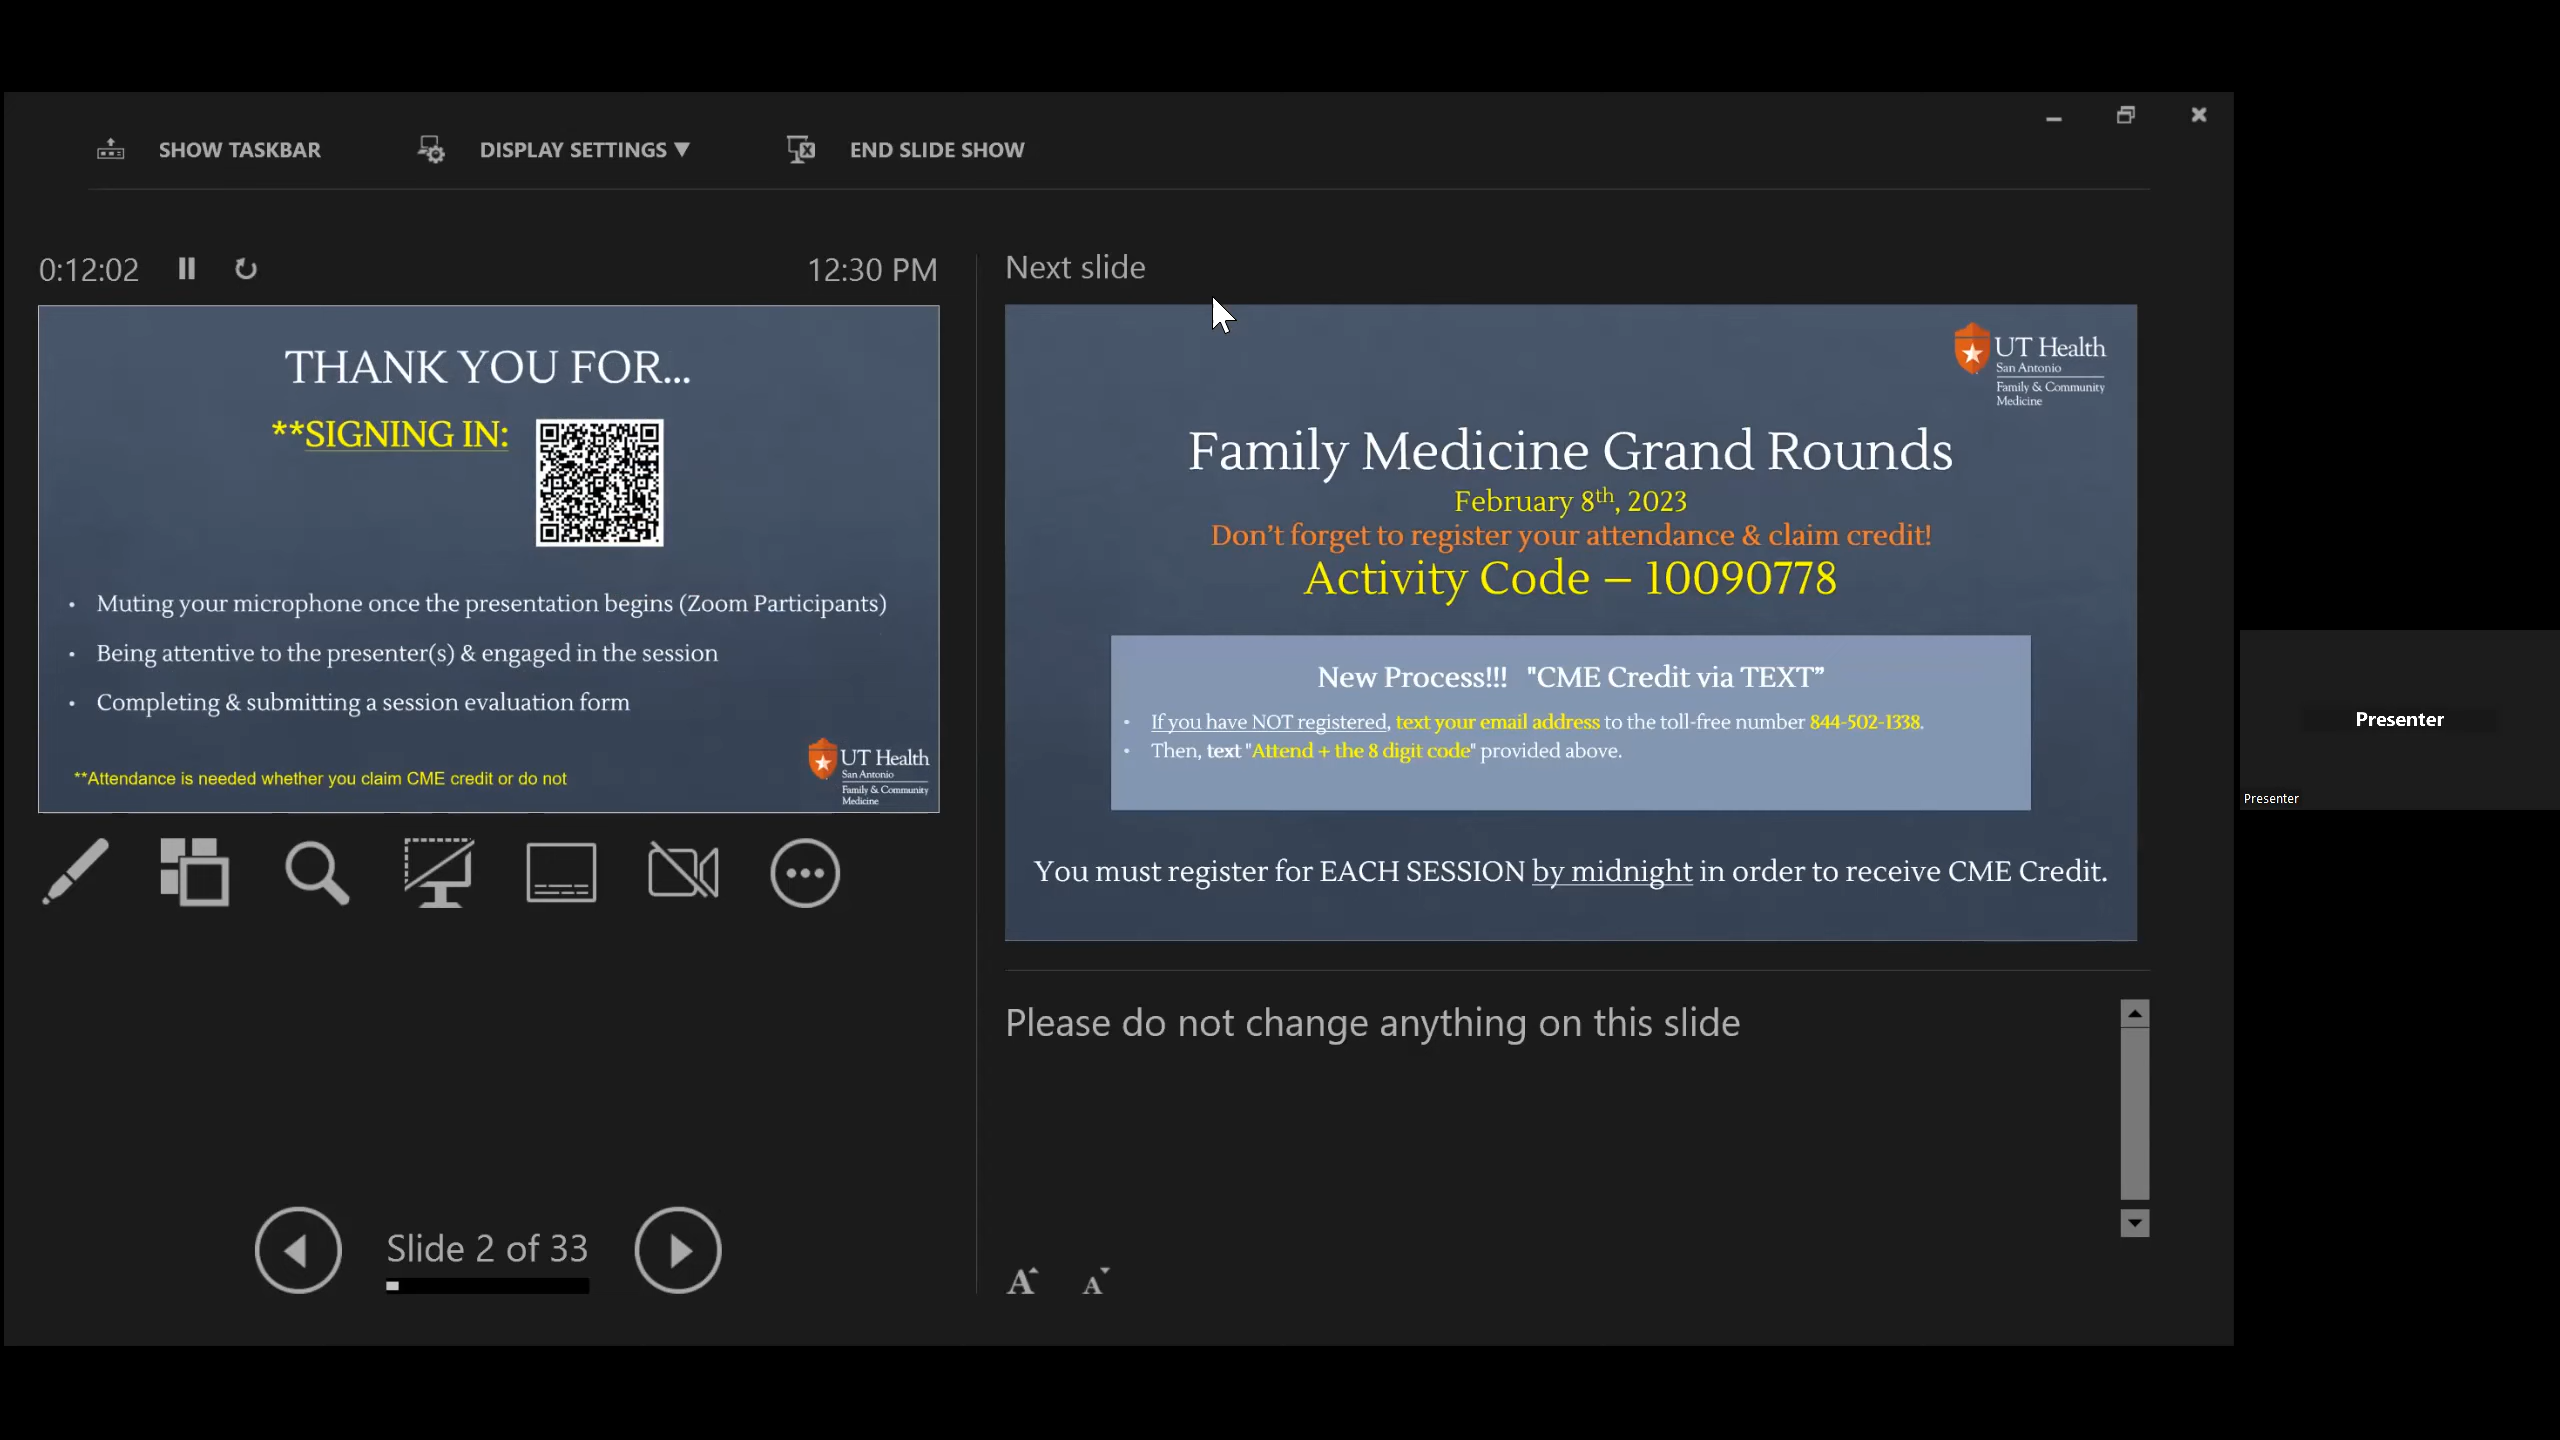 SHOW TASKBAR
DISPLAY SETTINGS ▼
END SLIDE SHOW
0:12:02
12:30 PM
THANK YOU FOR...
**SIGNING IN:
• Muting your microphone once the presentation begins (Zoom Participants)
• Being attentive to the presenter(s) & engaged in the session
• Completing & submitting a session evaluation form
**Attendance is needed whether you claim CME credit or do not
UT Health
San Antonio
Family & Community
Medicine
Slide 2 of 33
Next slide
UT Health
San Antonio
Family & Community
Medicine
Family Medicine Grand Rounds
February 8th, 2023
Don't forget to register your attendance & claim credit!
Activity Code – 10090778
New Process!!! "CME Credit via TEXT”
• If you have NOT registered, text your email address to the toll-free number 844-502-1338.
• Then, text "Attend + the 8 digit code" provided above.
You must register for EACH SESSION by midnight in order to receive CME Credit.
Please do not change anything on this slide
A A
Presenter
Presenter